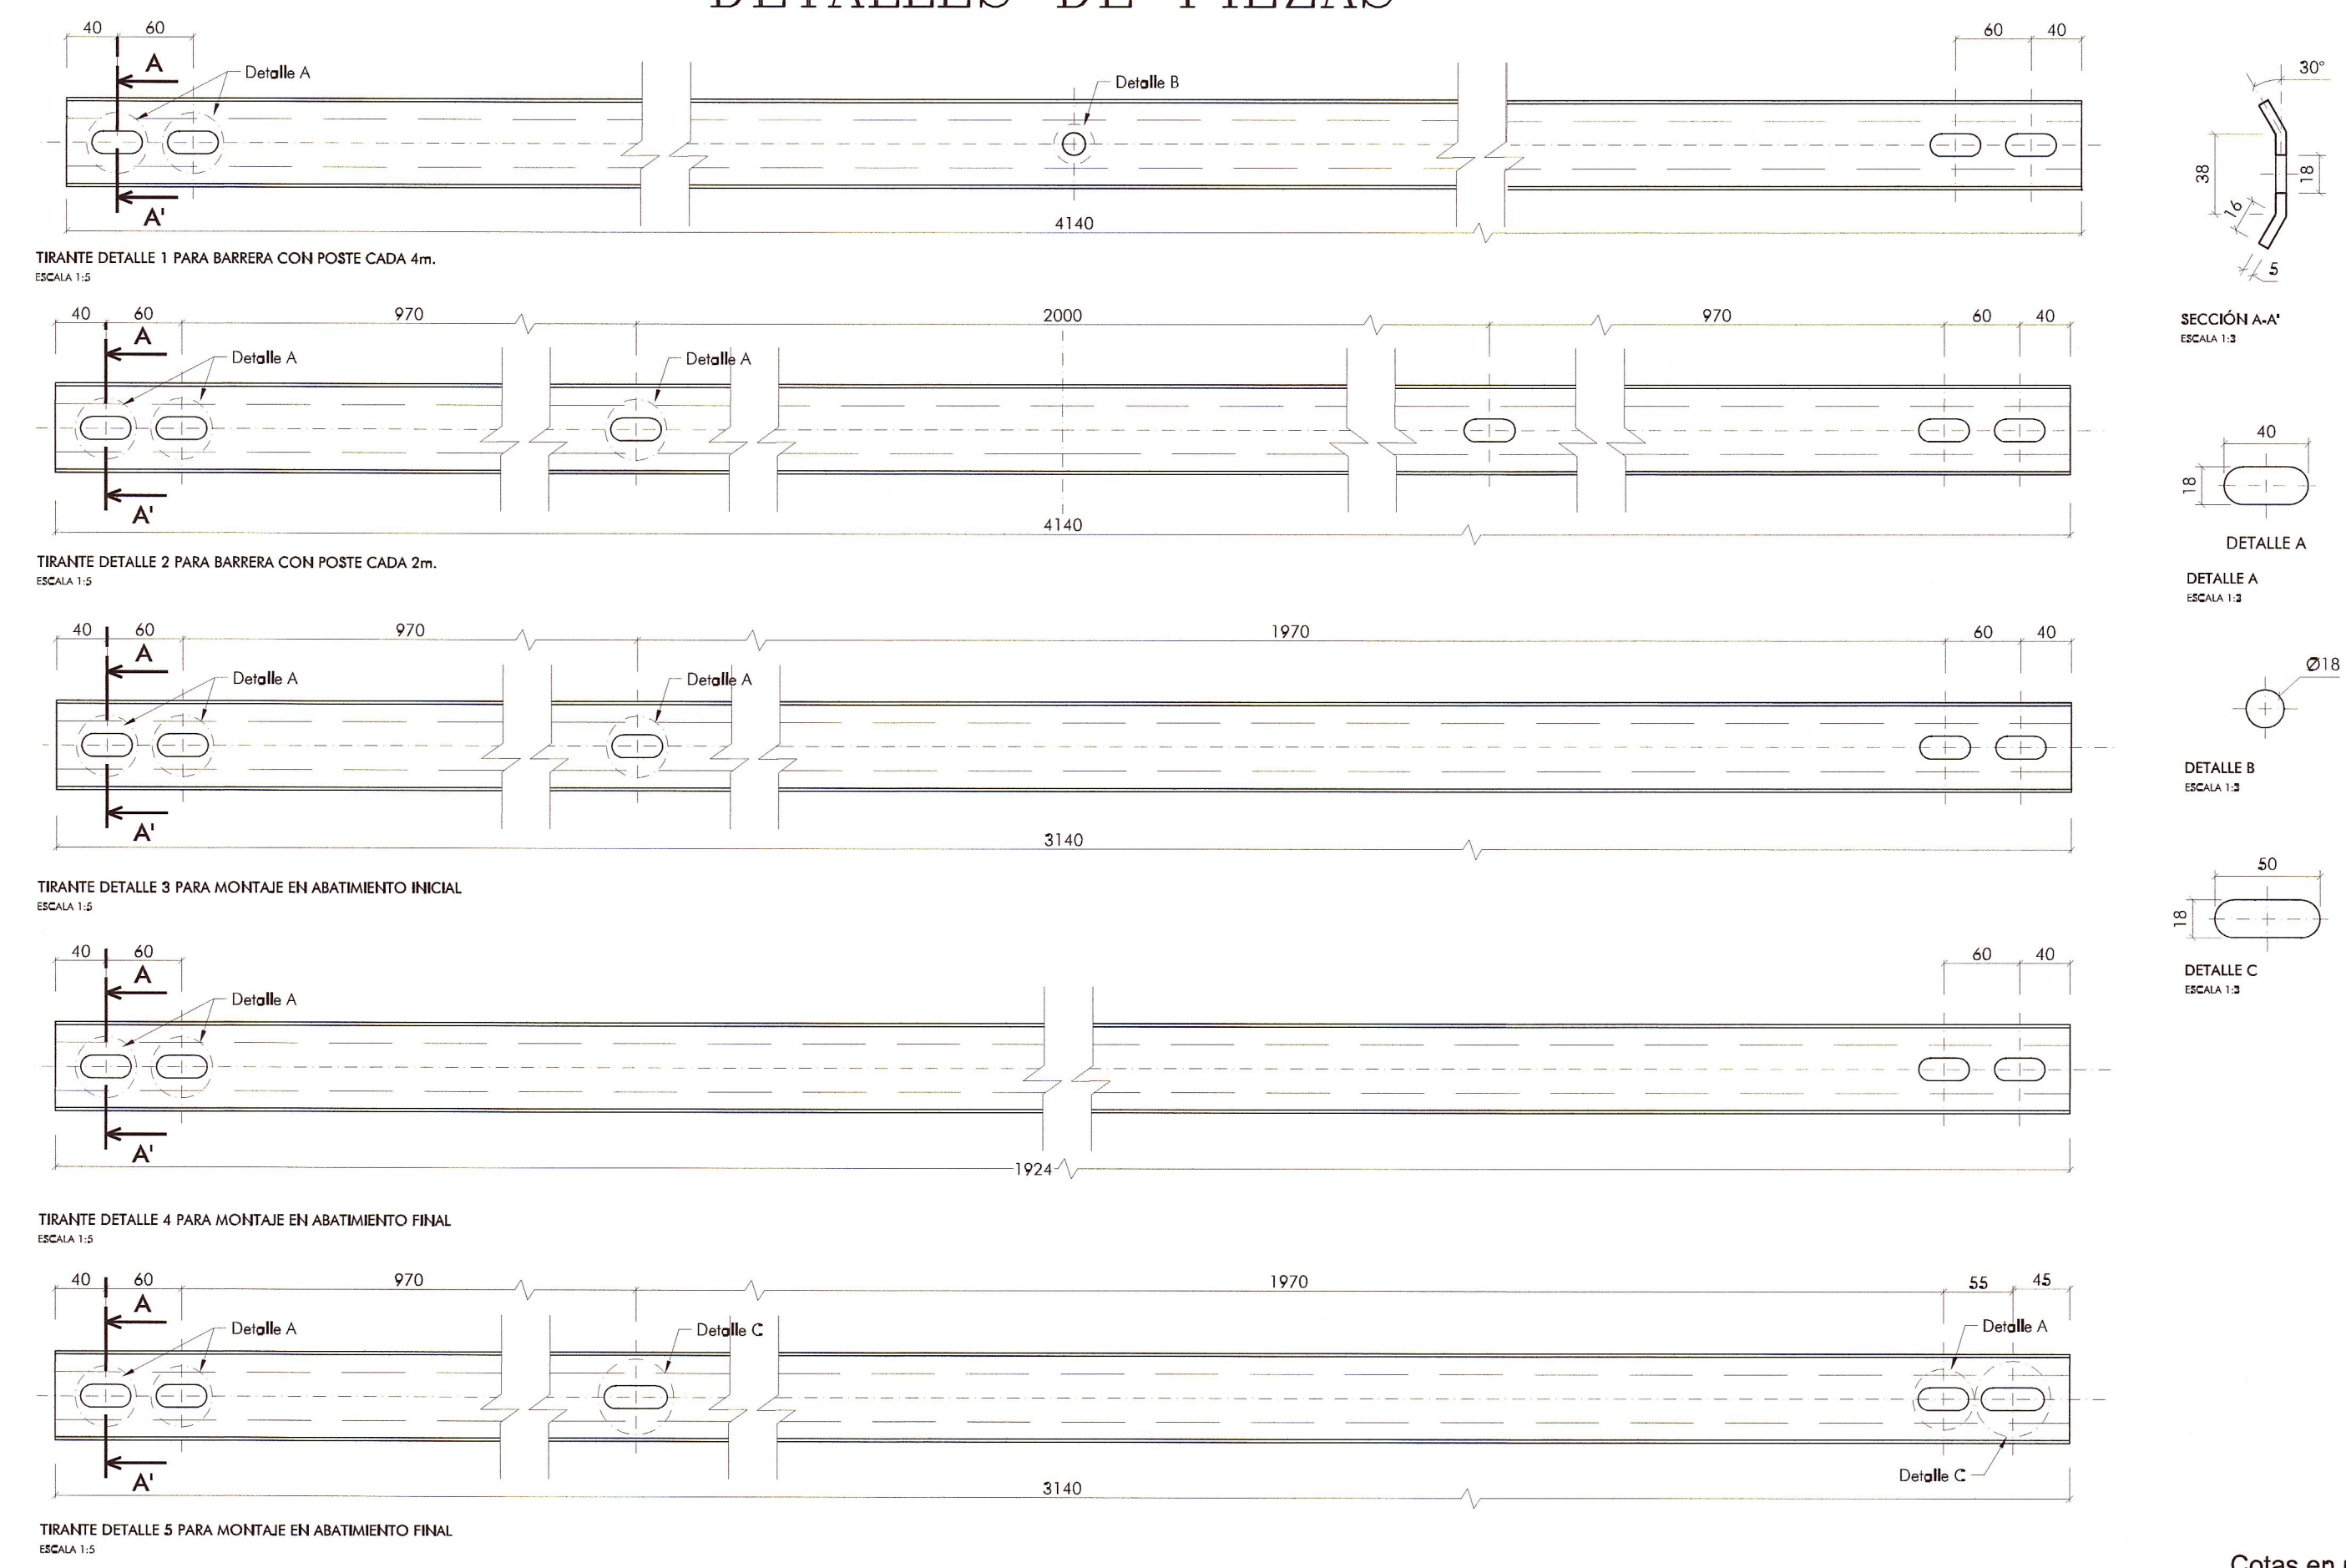 DETALLES DE PIEZAS
40 60 60 40
A
Detalle A
Detalle B
A'
4140
TIRANTE DETALLE 1 PARA BARRERA CON POSTE CADA 4m.
ESCALA 1:5
40 60 970 2000 970 60 40
A
Detalle A
Detalle A
A'
4140
TIRANTE DETALLE 2 PARA BARRERA CON POSTE CADA 2m.
ESCALA 1:5
40 60 970 1970 60 40
A
Detalle A
Detalle A
A'
3140
TIRANTE DETALLE 3 PARA MONTAJE EN ABATIMIENTO INICIAL
ESCALA 1:5
40 60 60 40
A
Detalle A
A'
1924
TIRANTE DETALLE 4 PARA MONTAJE EN ABATIMIENTO FINAL
ESCALA 1:5
40 60 970 1970 55 45
A
Detalle A
Detalle C
Detalle A
A'
Detalle C
3140
TIRANTE DETALLE 5 PARA MONTAJE EN ABATIMIENTO FINAL
ESCALA 1:5
30°
38
18
16
5
SECCIÓN A-A'
ESCALA 1:3
40
18
DETALLE A
DETALLE A
ESCALA 1:3
Ø18
DETALLE B
ESCALA 1:3
50
18
DETALLE C
ESCALA 1:3
Cotas en